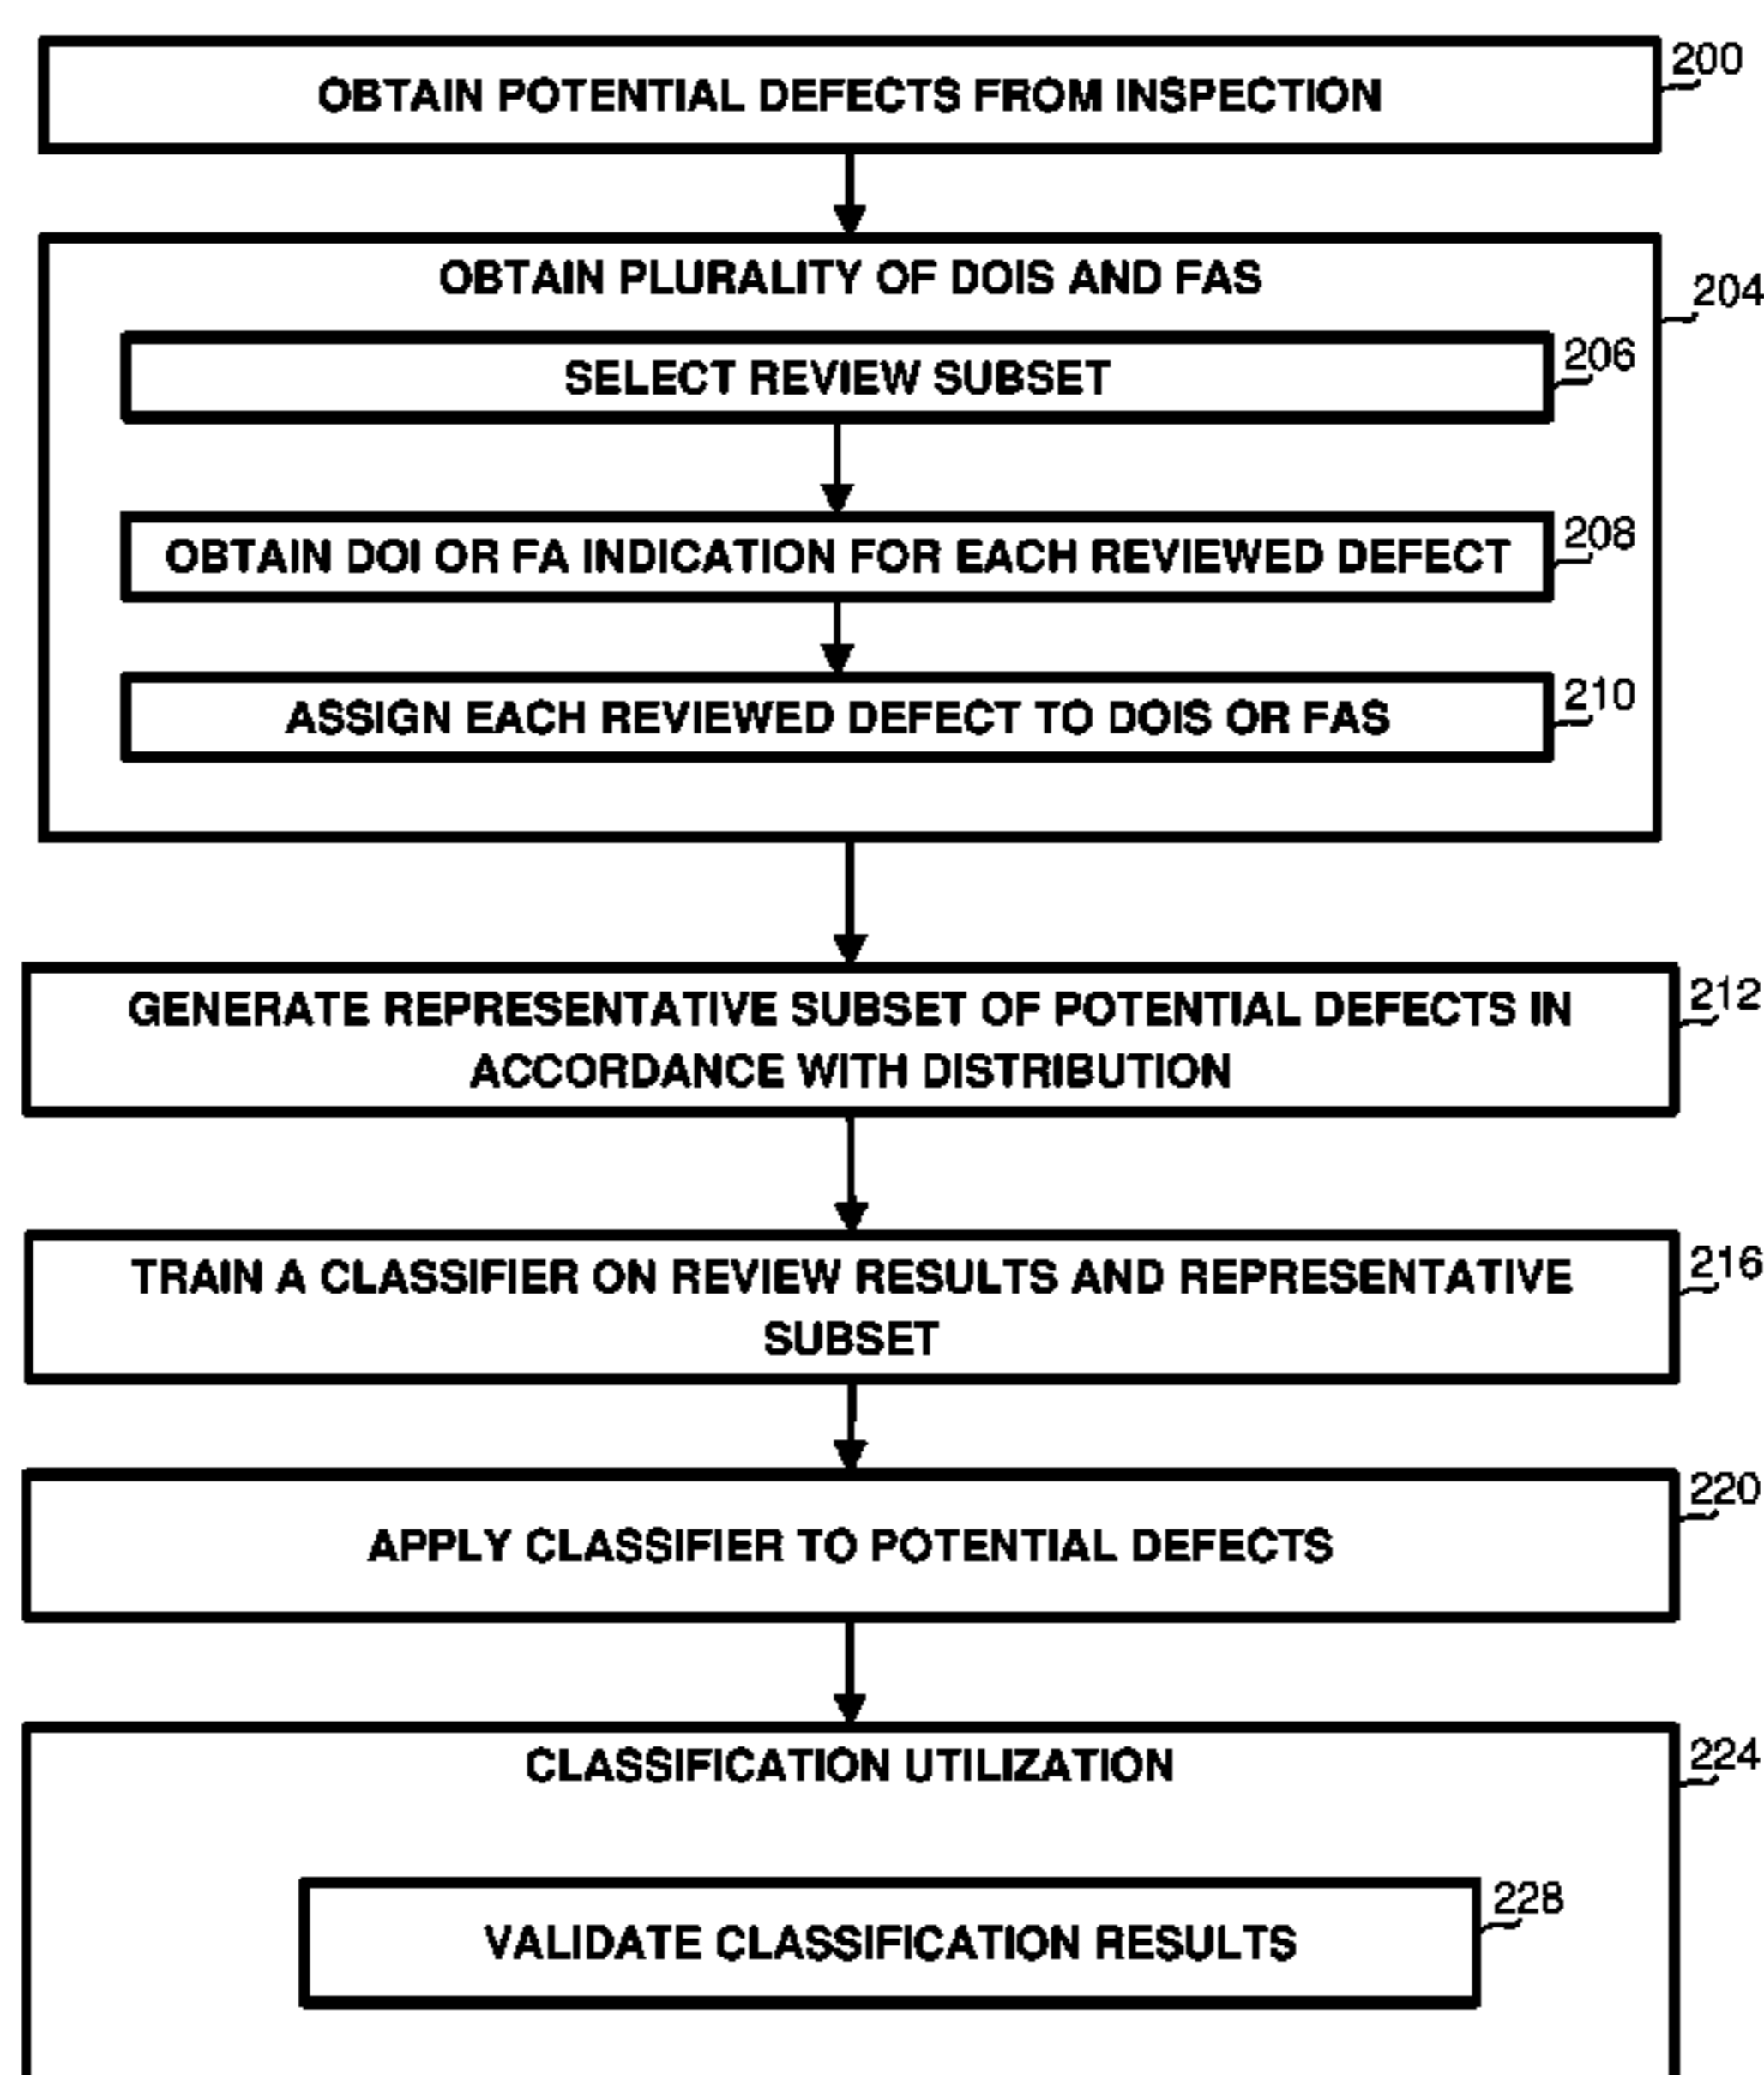 200
OBTAIN POTENTIAL DEFECTS FROM INSPECTION
OBTAIN PLURALITY OF DOIS AND FAS
204
SELECT REVIEW SUBSET
206
OBTAIN DOI OR FA INDICATION FOR EACH REVIEWED DEFECT
208
ASSIGN EACH REVIEWED DEFECT TO DOIS OR FAS
210
GENERATE REPRESENTATIVE SUBSET OF POTENTIAL DEFECTS IN
ACCORDANCE WITH DISTRIBUTION
212
TRAIN A CLASSIFIER ON REVIEW RESULTS AND REPRESENTATIVE
SUBSET
216
APPLY CLASSIFIER TO POTENTIAL DEFECTS
220
CLASSIFICATION UTILIZATION
224
VALIDATE CLASSIFICATION RESULTS
228